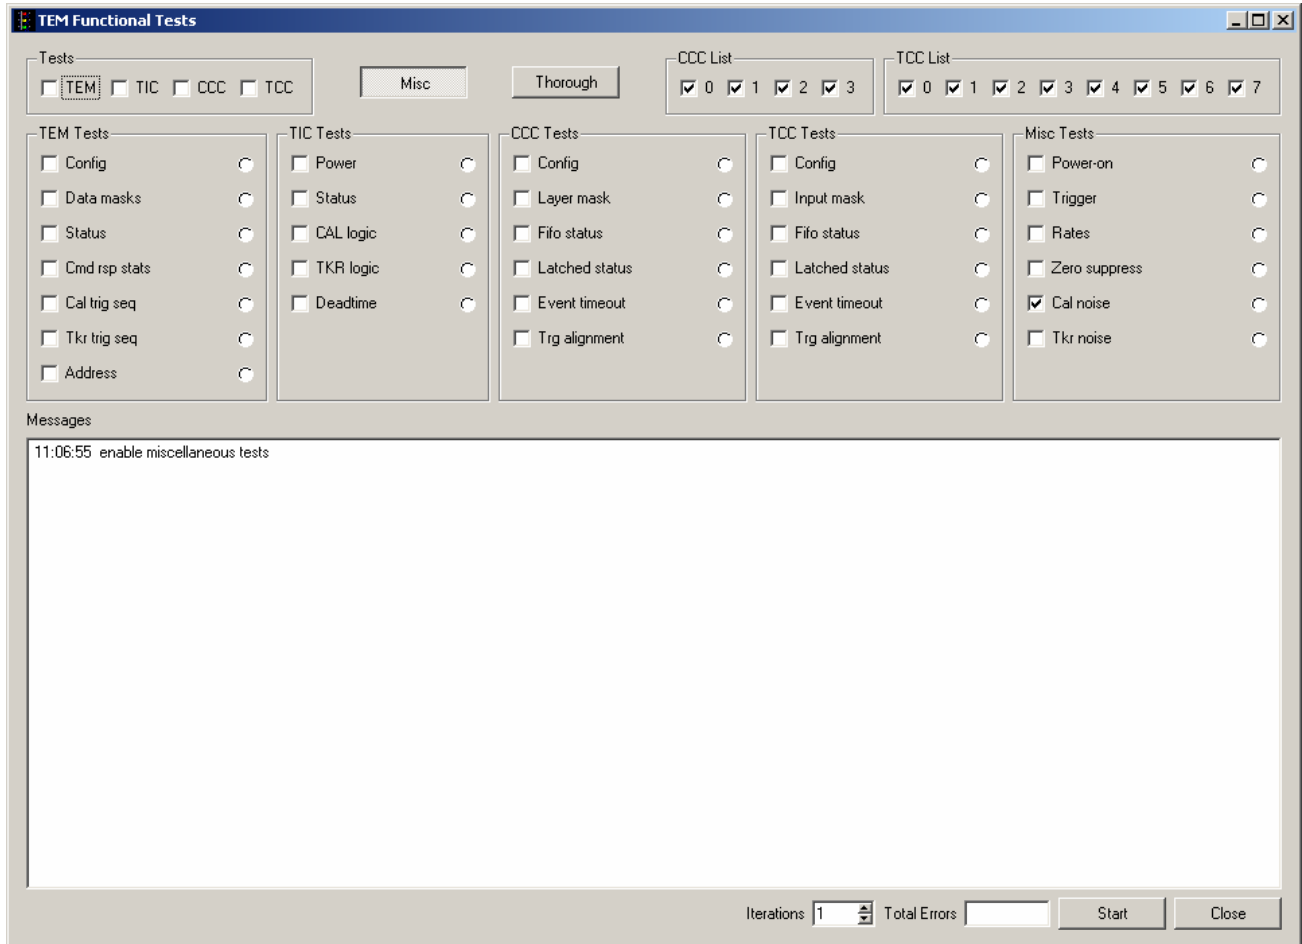 TEM Functional Tests
Tests
TEM TIC CCC TCC
Misc
Thorough
CCC List
0 1 2 3
TCC List
0 1 2 3 4 5 6 7
TEM Tests
Config
Data masks
Status
Cmd rsp stats
Cal trig seq
Tkr trig seq
Address
TIC Tests
Power
Status
CAL logic
TKR logic
Deadtime
CCC Tests
Config
Layer mask
Fifo status
Latched status
Event timeout
Trg alignment
TCC Tests
Config
Input mask
Fifo status
Latched status
Event timeout
Trg alignment
Misc Tests
Power-on
Trigger
Rates
Zero suppress
Cal noise
Tkr noise
Messages
11:06:55 enable miscellaneous tests
Iterations 1 Total Errors Start Close